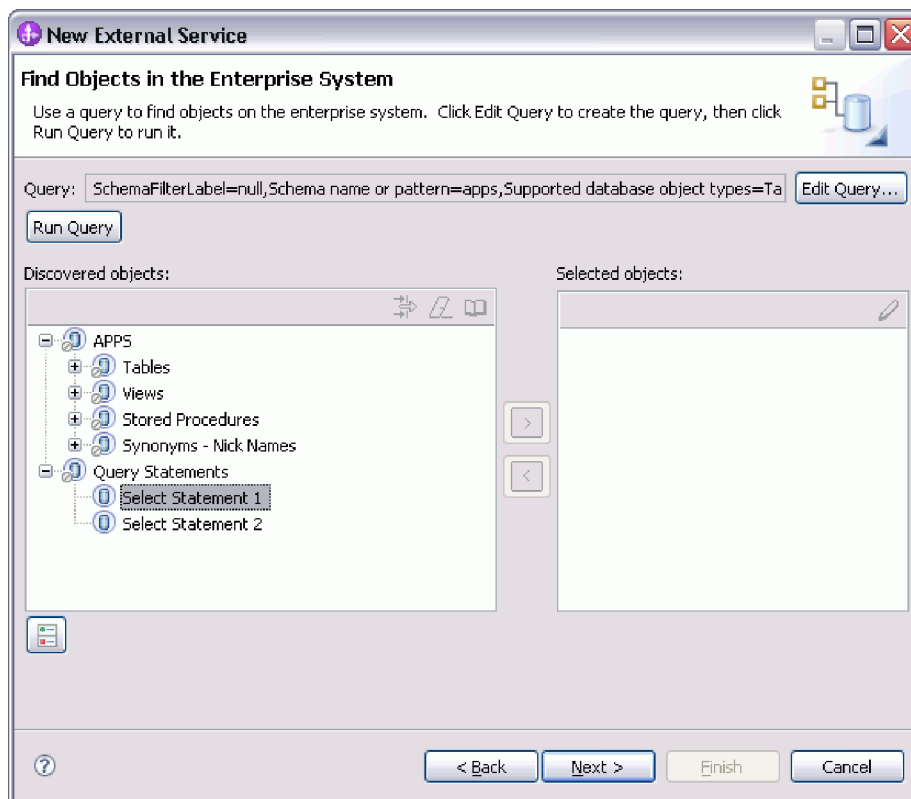 New External Service
Find Objects in the Enterprise System
Use a query to find objects on the enterprise system. Click Edit Query to create the query, then click
Run Query to run it.
Query: SchemaFilterLabel=null,Schema name or pattern=apps,Supported database object types=Ta Edit Query...
Run Query
Discovered objects: Selected objects:
APPS
Tables
Views
Stored Procedures
Synonyms - Nick Names
Query Statements
Select Statement 1
Select Statement 2
> 
<
? < Back Next > Finish Cancel